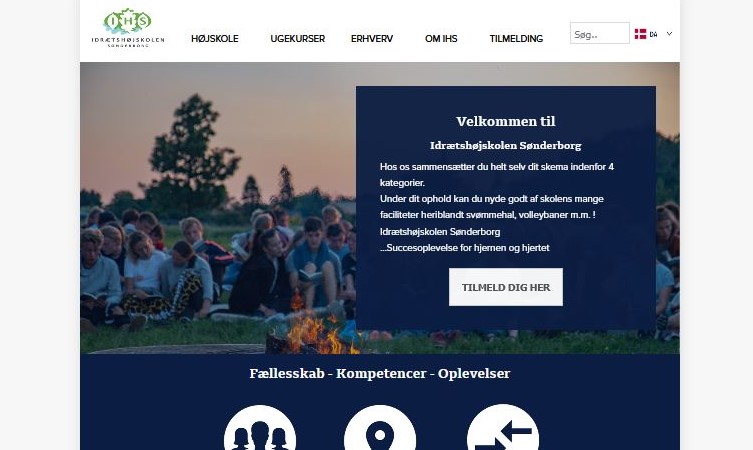 IHS
IDRÆTSHØJSKOLEN
SØNDERBORG
HØJSKOLE
UGEKURSER
ERHVERV
OM IHS
TILMELDING
Søg..
DA
Velkommen til
Idrætshøjskolen Sønderborg
Hos os sammensætter du helt selv dit skema indenfor 4
kategorier.
Under dit ophold kan du nyde godt af skolens mange
faciliteter heriblandt svømmehal, volleybaner m.m. !
Idrætshøjskolen Sønderborg
...Succesoplevelse for hjernen og hjertet
TILMELD DIG HER
Fællesskab - Kompetencer - Oplevelser